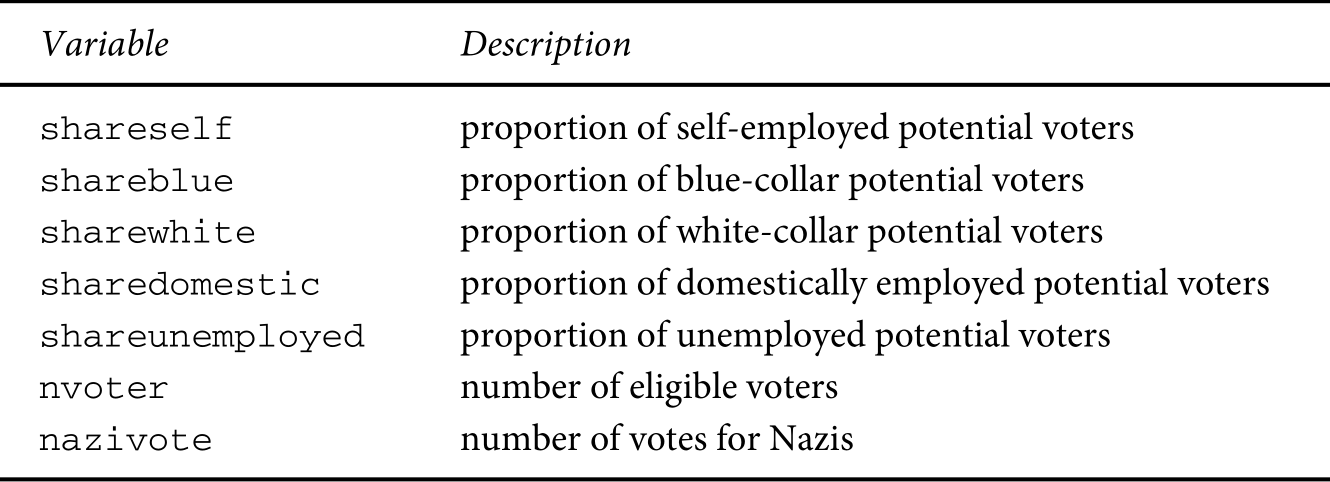 Variable Description
shareself proportion of self-employed potential voters
shareblue proportion of blue-collar potential voters
sharewhite proportion of white-collar potential voters
sharedomestic proportion of domestically employed potential voters
shareunemployed proportion of unemployed potential voters
nvoter number of eligible voters
nazivote number of votes for Nazis